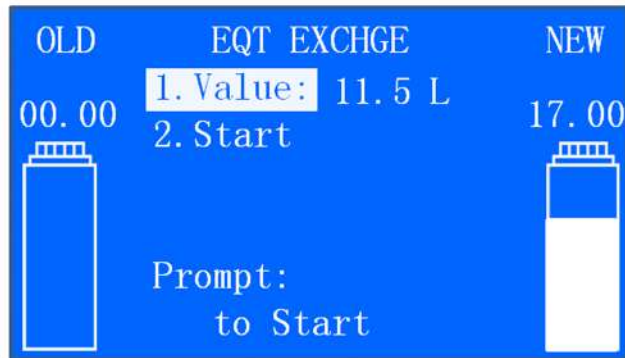 OLD EQT EXCHGE NEW
1.Value: 11.5 L
00.00 17.00
2.Start
Prompt:
to Start